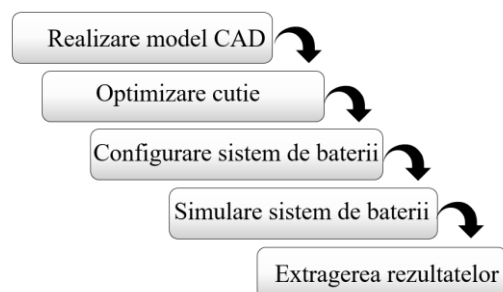 Realizare model CAD
Optimizare cutie
Configurare sistem de baterii
Simulare sistem de baterii
Extragerea rezultatelor